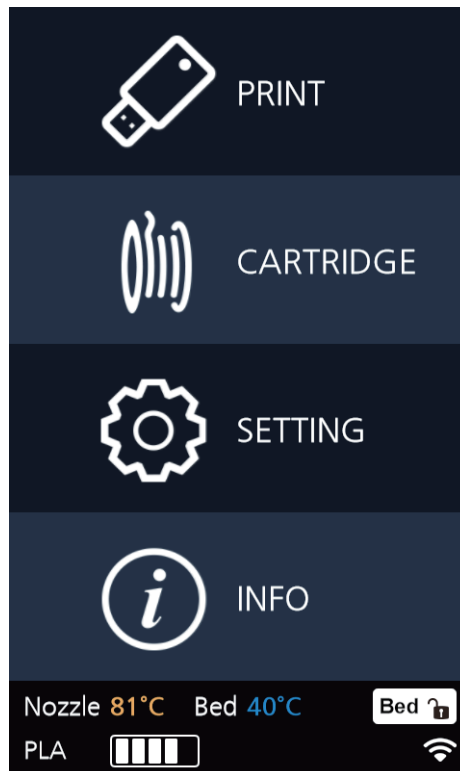 PRINT
CARTRIDGE
SETTING
INFO
Nozzle 81°C Bed 40°C Bed
PLA